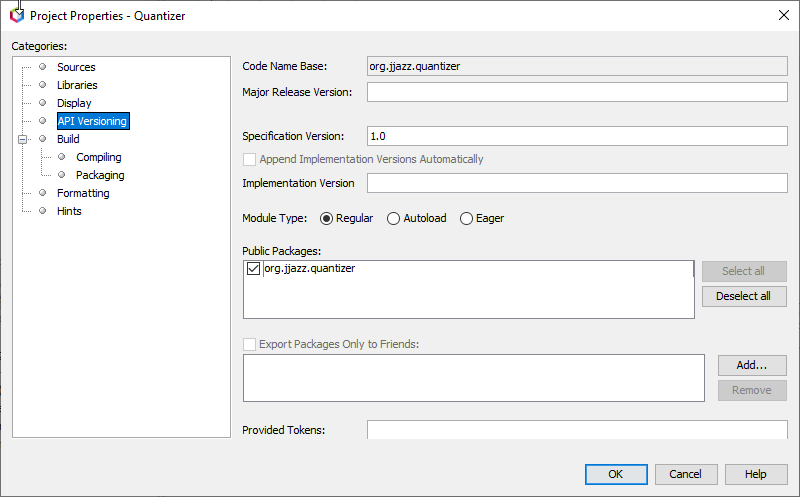 Project Properties - Quantizer
Categories:
Sources
Libraries
Display
API Versioning
Build
Compiling
Packaging
Formatting
Hints
Code Name Base: org.jjazz.quantizer
Major Release Version:
Specification Version: 1.0
Append Implementation Versions Automatically
Implementation Version
Module Type: Regular Autoload Eager
Public Packages:
org.jjazz.quantizer
Select all
Deselect all
Export Packages Only to Friends:
Add...
Remove
Provided Tokens:
OK Cancel Help